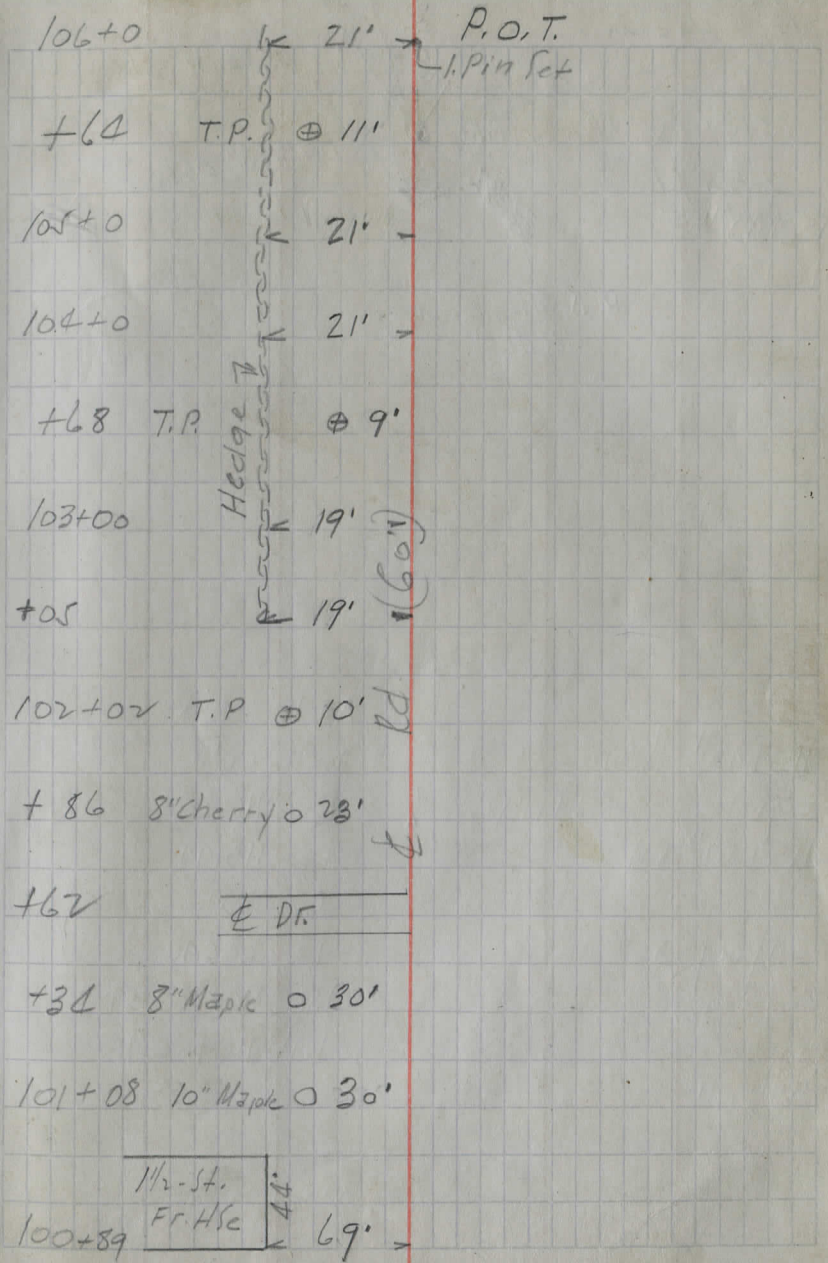 106+0 21' P.O.T.
I.Pin Set
+64 T.P. ⊕ 11'
105+0 21'
104+0 21'
Hedge
+68 T.P. ⊕ 9'
103+00 19'
+05 19'
℄ Rd (60')
102+02 T.P ⊕ 10'
+86 8"Cherry o 23'
+62 ℄ Dr.
+34 8"Maple o 30'
101+08 10"Maple o 30'
1½-St.
Fr. Hse 44'
100+89 69'